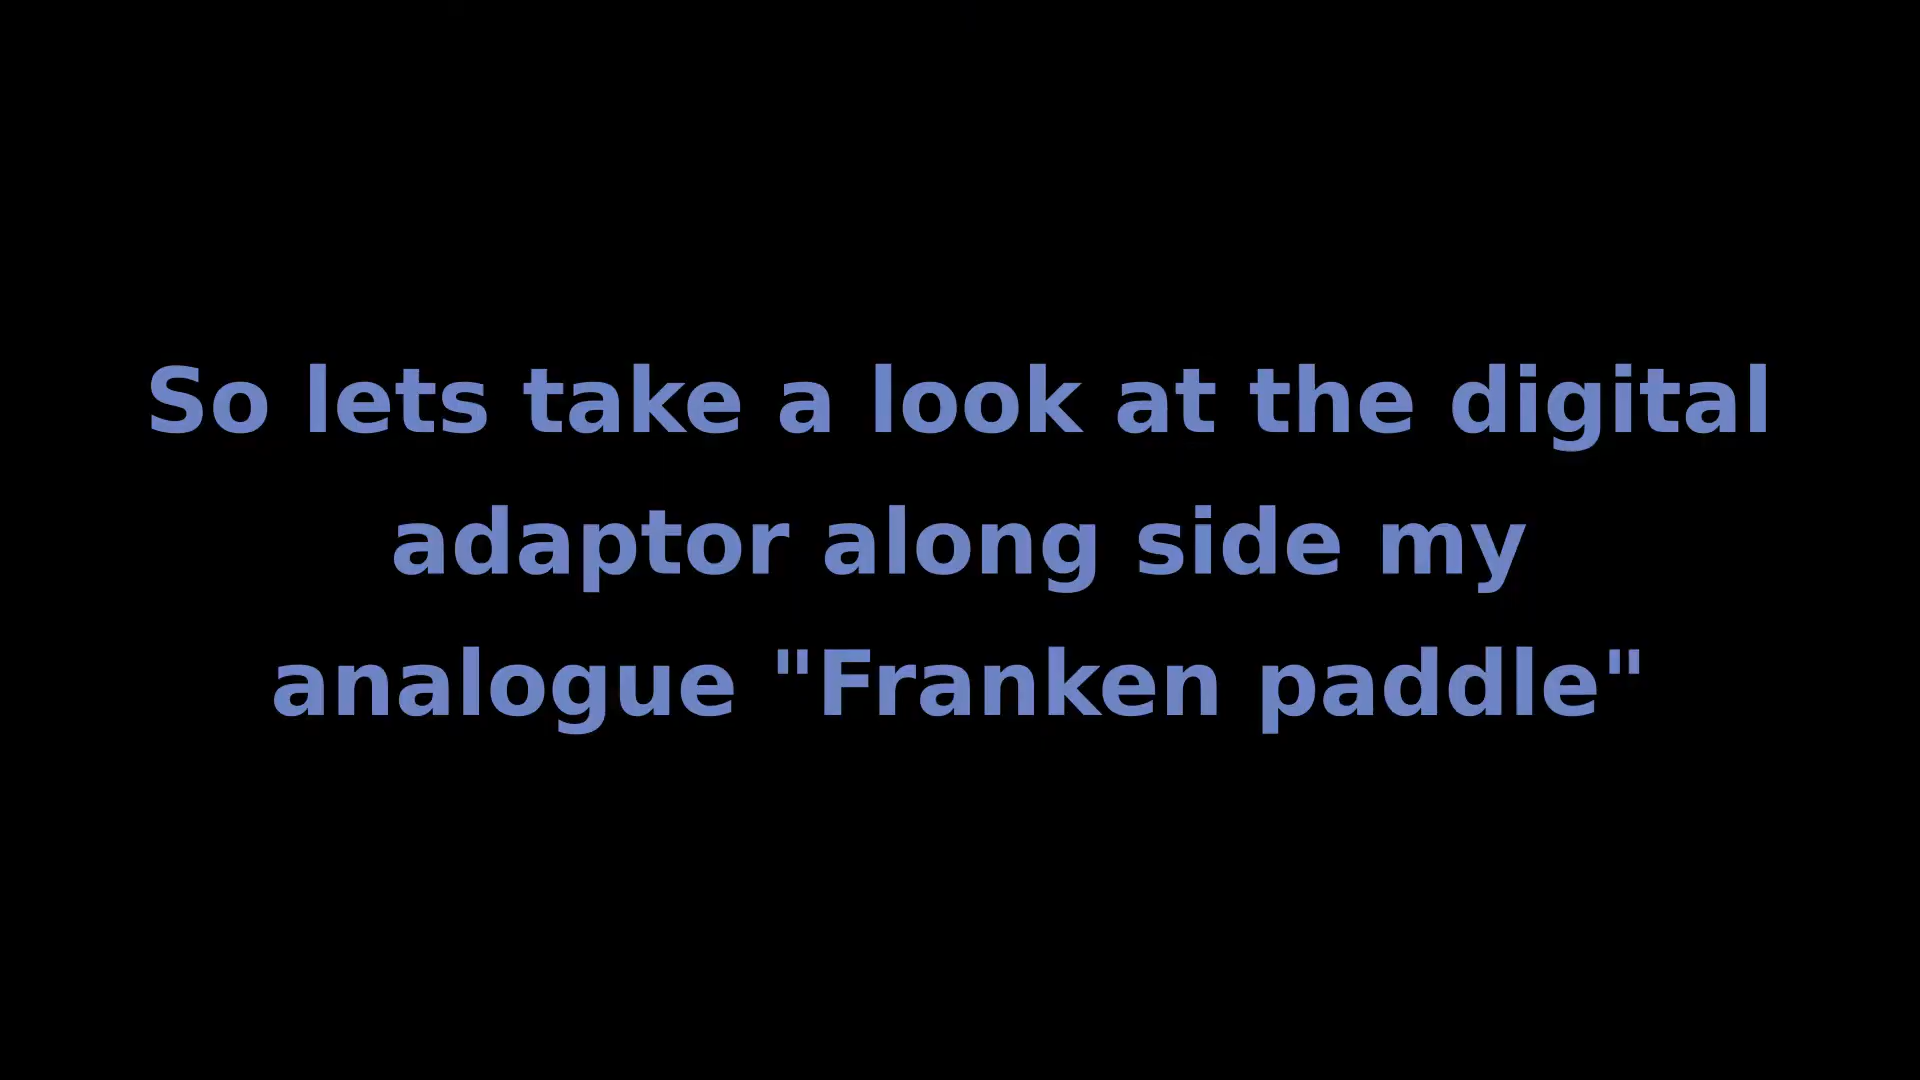 So lets take a look at the digital
adaptor along side my
analogue "Franken paddle"